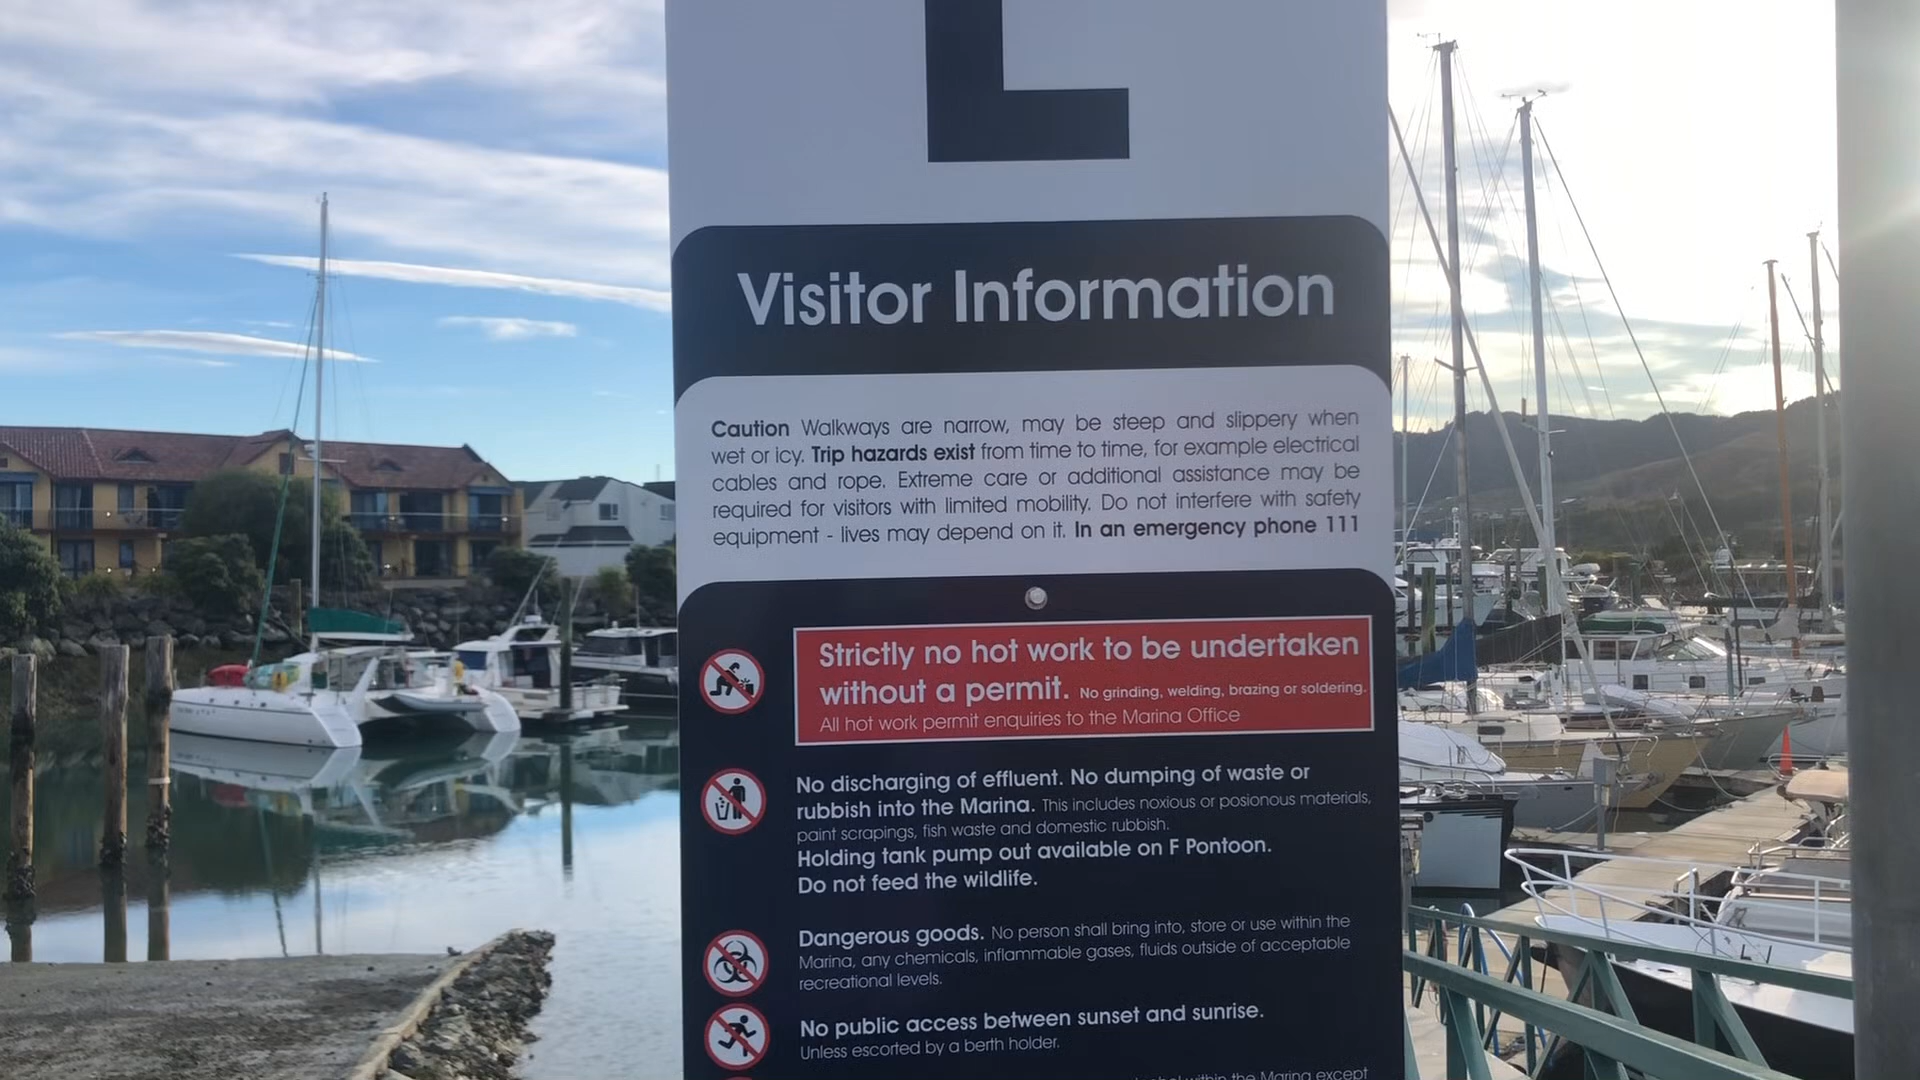 L
Visitor Information
Caution Walkways are narrow, may be steep and slippery when
wet or icy. Trip hazards exist from time to time, for example electrical
cables and rope. Extreme care or additional assistance may be
required for visitors with limited mobility. Do not interfere with safety
equipment - lives may depend on it. In an emergency phone 111
Strictly no hot work to be undertaken
without a permit. No grinding, welding, brazing or soldering.
All hot work permit enquiries to the Marina Office
No discharging of effluent. No dumping of waste or
rubbish into the Marina. This includes noxious or posionous materials,
paint scrapings, fish waste and domestic rubbish.
Holding tank pump out available on F Pontoon.
Do not feed the wildlife.
Dangerous goods. No person shall bring into, store or use within the
Marina, any chemicals, inflammable gases, fluids outside of acceptable
recreational levels.
No public access between sunset and sunrise.
Unless escorted by a berth holder.
within the Marina except